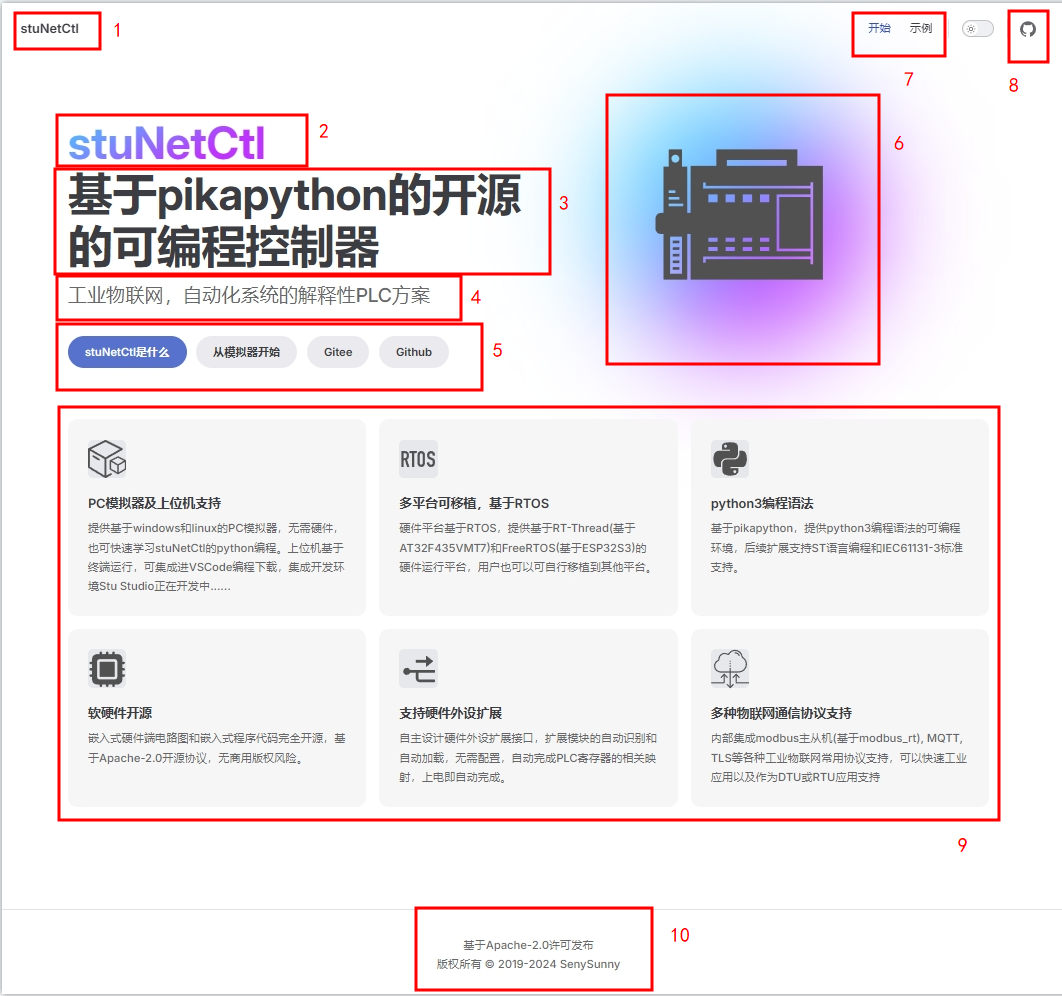 stuNetCtl
1
开始 示例
7
8
stuNetCtl
2
基于pikapython的开源
的可编程控制器
3
工业物联网，自动化系统的解释性PLC方案
4
stuNetCtl是什么 从模拟器开始 Gitee Github
5
6
PC模拟器及上位机支持
提供基于windows和linux的PC模拟器，无需硬件，
也可快速学习stuNetCtl的python编程。上位机基于
终端运行，可集成进VSCode编程下载，集成开发环
境Stu Studio正在开发中......
RTOS
多平台可移植，基于RTOS
硬件平台基于RTOS，提供基于RT-Thread(基于
AT32F435VMT7)和FreeRTOS(基于ESP32S3)的
硬件运行平台，用户也可以可自行移植到其他平台。
python3编程语法
基于pikapython，提供python3编程语法的可编程
环境，后续扩展支持ST语言编程和IEC61131-3标准
支持。
软硬件开源
嵌入式硬件端电路图和嵌入式程序代码完全开源，基
于Apache-2.0开源协议，无商用版权风险。
支持硬件外设扩展
自主设计硬件外设扩展接口，扩展模块的自动识别和
自动加载，无需配置，自动完成PLC寄存器的相关映
射，上电即自动完成。
多种物联网通信协议支持
内部集成modbus主从机(基于modbus_rt), MQTT,
TLS等各种工业物联网常用协议支持，可以快速工业
应用以及作为DTU或RTU应用支持
9
基于Apache-2.0许可发布
版权所有 © 2019-2024 SenySunny
10